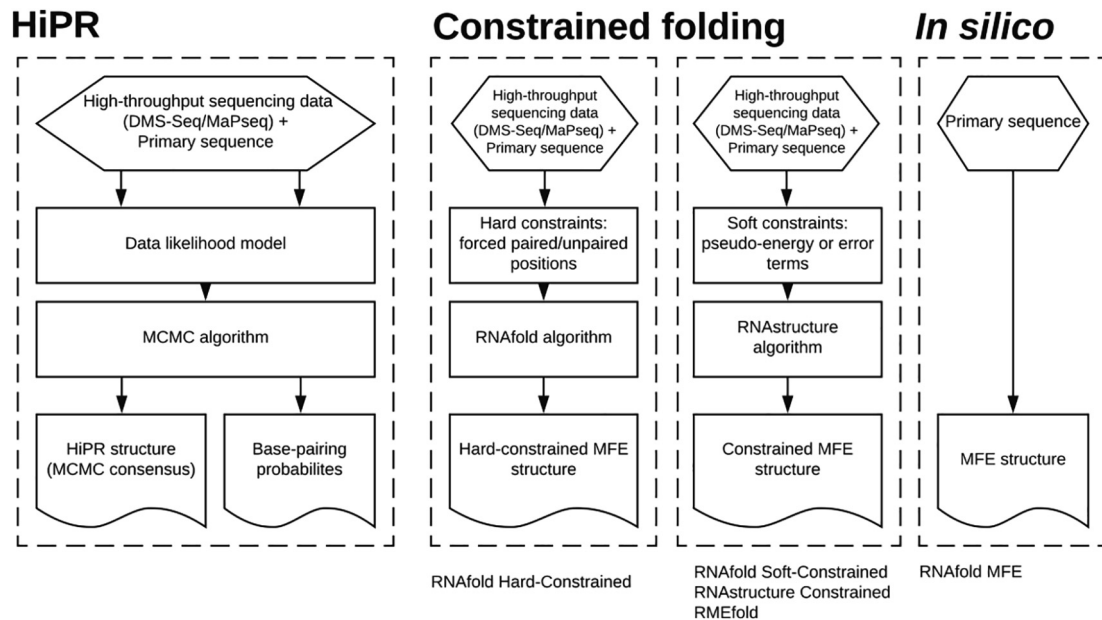 HiPR
Constrained folding
In silico
High-throughput sequencing data
(DMS-Seq/MaPseq) +
Primary sequence
Data likelihood model
MCMC algorithm
HiPR structure
(MCMC consensus)
Base-pairing
probabilites
High-throughput
sequencing data
(DMS-Seq/MaPseq) +
Primary sequence
Hard constraints:
forced paired/unpaired
positions
RNAfold algorithm
Hard-constrained MFE
structure
RNAfold Hard-Constrained
High-throughput
sequencing data
(DMS-Seq/MaPseq) +
Primary sequence
Soft constraints:
pseudo-energy or error
terms
RNAstructure
algorithm
Constrained MFE
structure
RNAfold Soft-Constrained
RNAstructure Constrained
RMEfold
Primary sequence
MFE structure
RNAfold MFE